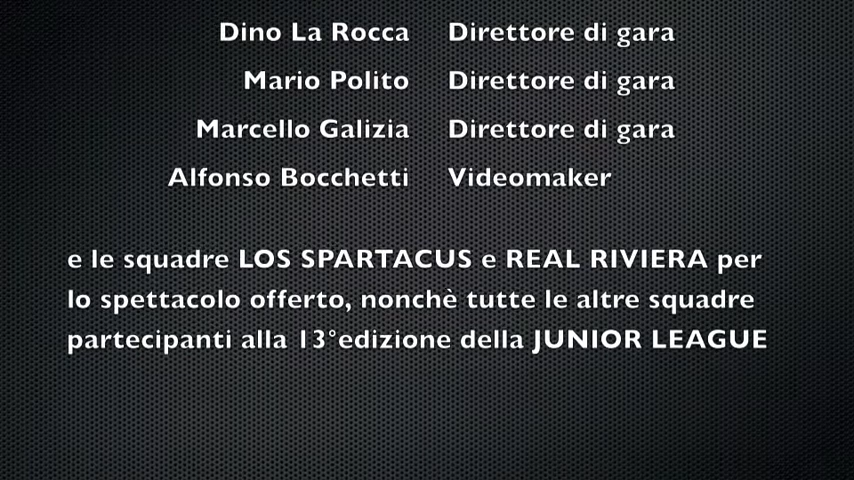 Dino La Rocca Direttore di gara
Mario Polito Direttore di gara
Marcello Galizia Direttore di gara
Alfonso Bocchetti Videomaker
e le squadre LOS SPARTACUS e REAL RIVIERA per
lo spettacolo offerto, nonchè tutte le altre squadre
partecipanti alla 13°edizione della JUNIOR LEAGUE